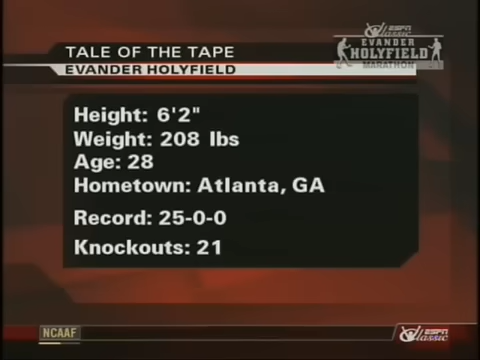 ESPN
Classic
TALE OF THE TAPE
EVANDER
HOLYFIELD
MARATHON
EVANDER HOLYFIELD
Height: 6'2"
Weight: 208 lbs
Age: 28
Hometown: Atlanta, GA
Record: 25-0-0
Knockouts: 21
NCAAF
ESPN
Classic